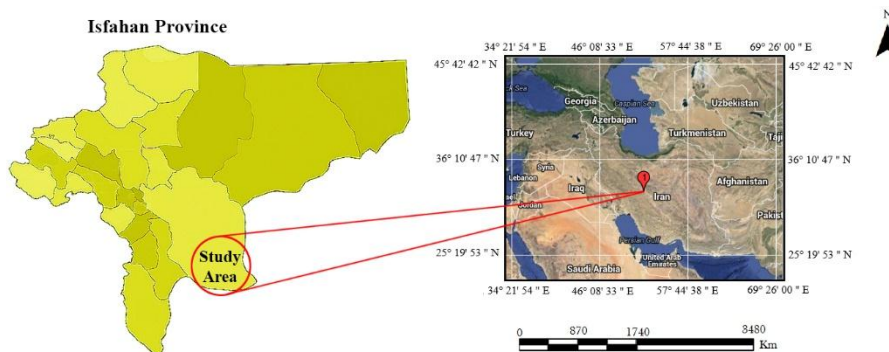 Isfahan Province
Study
Area
N
34 ° 21' 54 " E
46 ° 08' 33 " E
57 ° 44' 38 " E
69 ° 26' 00 " E
45 ° 42' 42 " N
45 ° 42' 42 " N
Georgia
Caspian Sea
Azerbaijan
Uzbekistan
Turkey
Turkmenistan
36 ° 10' 47 " N
36 ° 10' 47 " N
Syria
Lebanon
Iraq
Iran
Afghanistan
Jordan
Persian Gulf
25 ° 19' 53 " N
25 ° 19' 53 " N
Saudi Arabia
United Arab
Emirates
34 ° 21' 54 " E
46 ° 08' 33 " E
57 ° 44' 38 " E
69 ° 26' 00 " E
0
870
1740
3480
Km